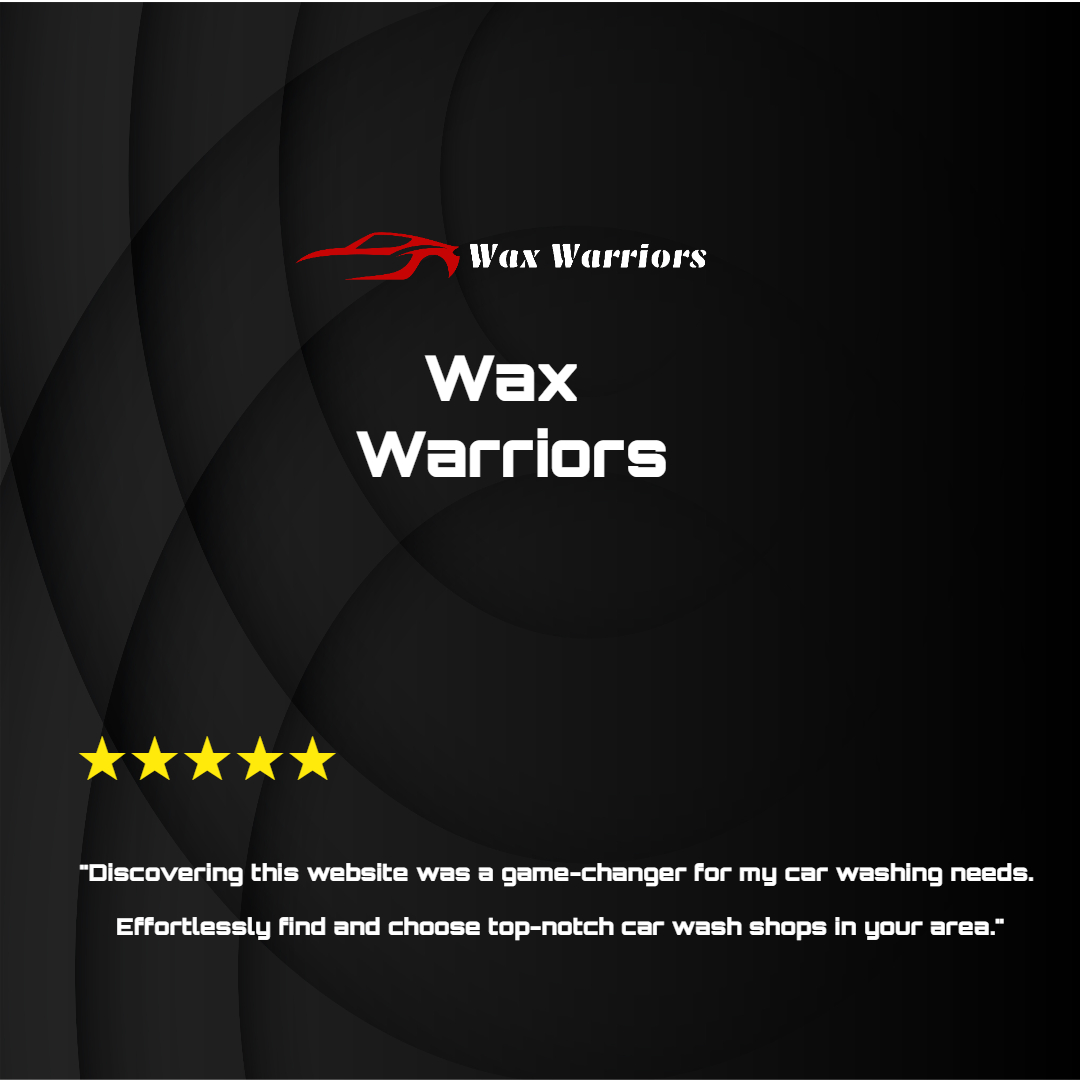 Wax Warriors
Wax
Warriors
"Discovering this website was a game-changer for my car washing needs.
Effortlessly find and choose top-notch car wash shops in your area."